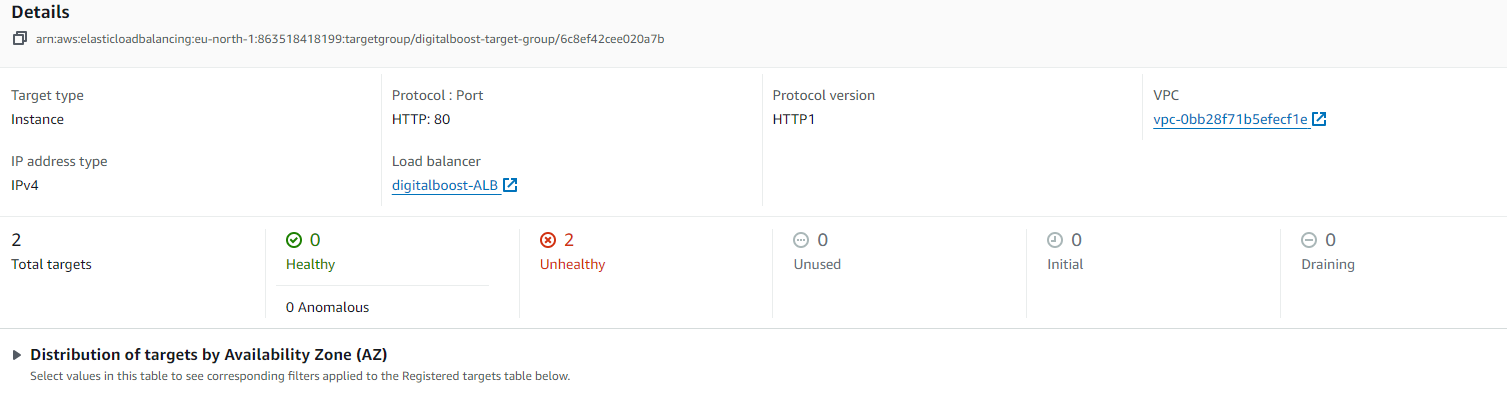 Details
arn:aws:elasticloadbalancing:eu-north-1:863518418199:targetgroup/digitalboost-target-group/6c8ef42cee020a7b
Target type
Instance
Protocol : Port
HTTP: 80
Protocol version
HTTP1
VPC
vpc-0bb28f71b5efecf1e
IP address type
IPv4
Load balancer
digitalboost-ALB
2
Total targets
0
Healthy
0 Anomalous
2
Unhealthy
0
Unused
0
Initial
0
Draining
Distribution of targets by Availability Zone (AZ)
Select values in this table to see corresponding filters applied to the Registered targets table below.